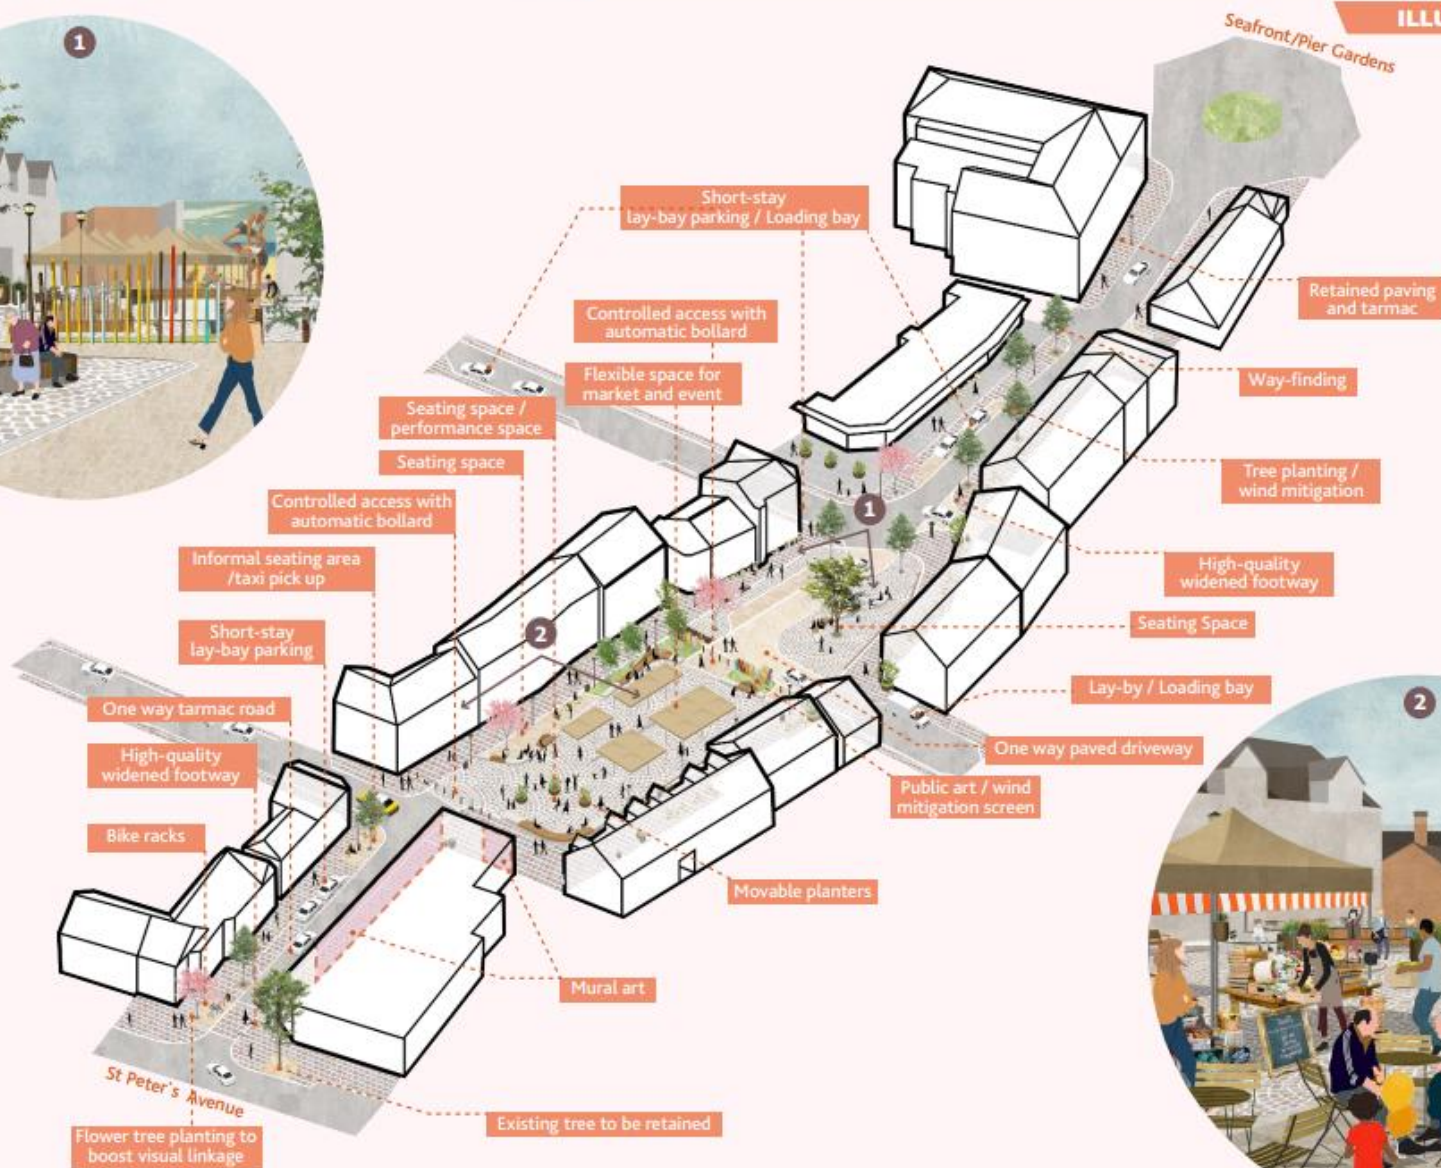 ILLU
Seafront/Pier Gardens
1
Short-stay
lay-bay parking / Loading bay
Retained paving
and tarmac
Controlled access with
automatic bollard
Flexible space for
market and event
Way-finding
Seating space /
performance space
Seating space
Tree planting /
wind mitigation
Controlled access with
automatic bollard
1
Informal seating area
/taxi pick up
High-quality
widened footway
Short-stay
lay-bay parking
2
Seating Space
Lay-by / Loading bay
One way tarmac road
2
High-quality
widened footway
One way paved driveway
Public art / wind
mitigation screen
Bike racks
Movable planters
Mural art
St Peter's Avenue
Existing tree to be retained
Flower tree planting to
boost visual linkage